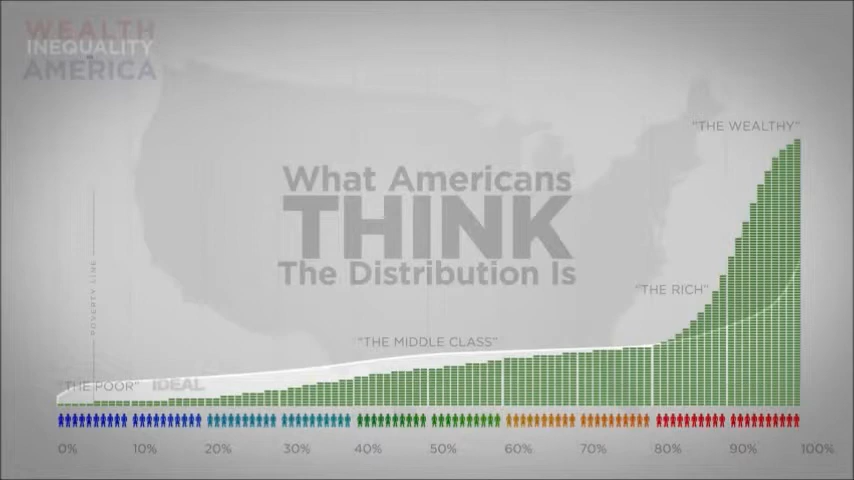 WEALTH
INEQUALITY
IN
AMERICA
"THE WEALTHY"
What Americans
THINK
The Distribution Is
POVERTY LINE
"THE RICH"
"THE MIDDLE CLASS"
"THE POOR" IDEAL
0% 10% 20% 30% 40% 50% 60% 70% 80% 90% 100%